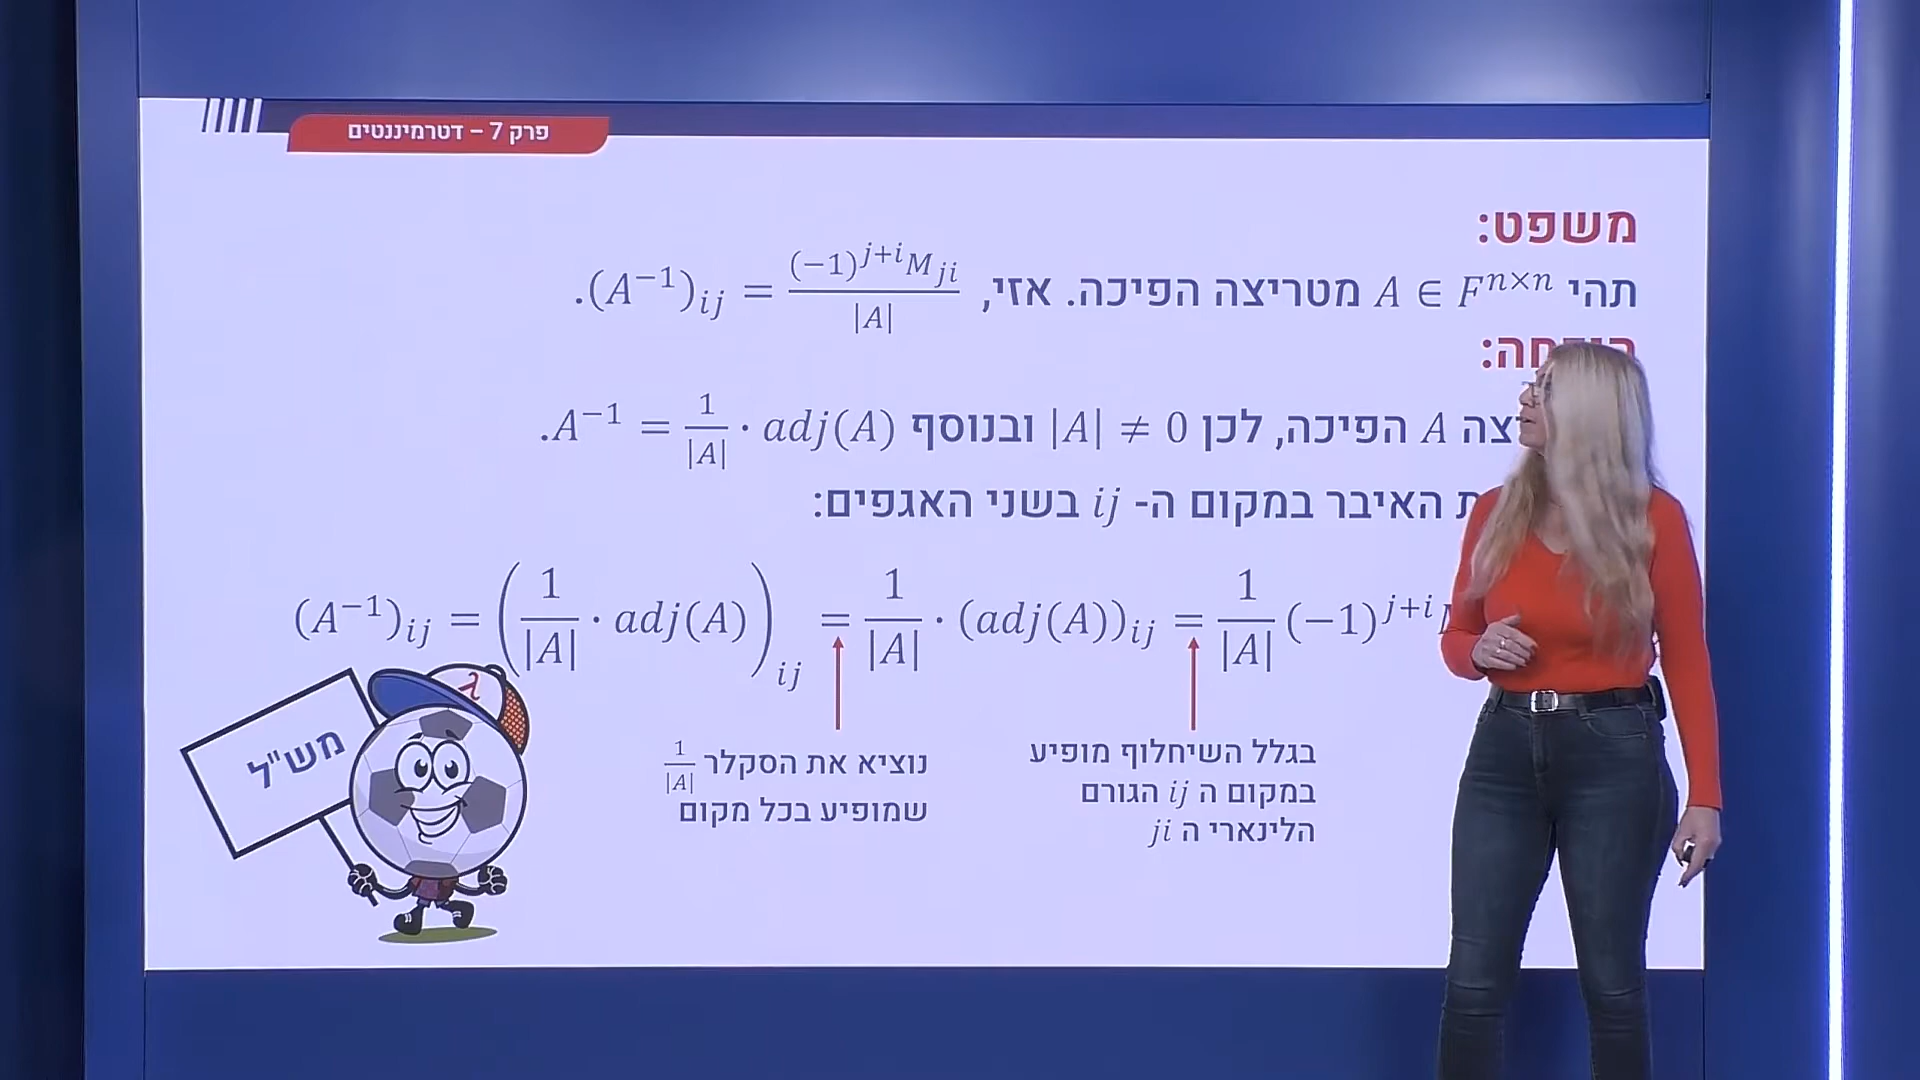 פרק 7 – דטרמיננטים
משפט:
תהי A ∈ F^{n×n} מטריצה הפיכה. אזי, (A^{-1})_{ij} = \frac{(-1)^{j+i}M_{ji}}{|A|}.
A הפיכה, לכן |A| ≠ 0 ובנוסף A^{-1} = \frac{1}{|A|} · adj(A).
האיבר במקום ה- ij בשני האגפים:
(A^{-1})_{ij} = (\frac{1}{|A|} · adj(A))_{ij} = \frac{1}{|A|} · (adj(A))_{ij} = \frac{1}{|A|}(-1)^{j+i}
נוציא את הסקלר \frac{1}{|A|}
שמופיע בכל מקום
בגלל השיחלוף מופיע
במקום ה ij הגורם
הלינארי ה ji
מש"ל
λ